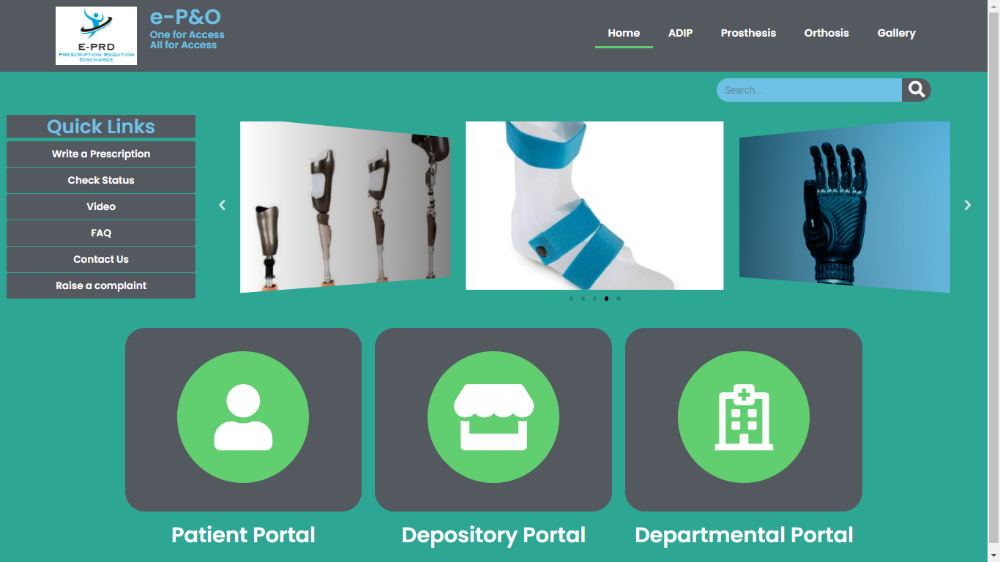 E-PRD
Prescription Reqution
Discharge
e-P&O
One for Access
All for Access
Home
ADIP
Prosthesis
Orthosis
Gallery
Search...
Quick Links
Write a Prescription
Check Status
Video
FAQ
Contact Us
Raise a complaint
Patient Portal
Depository Portal
Departmental Portal